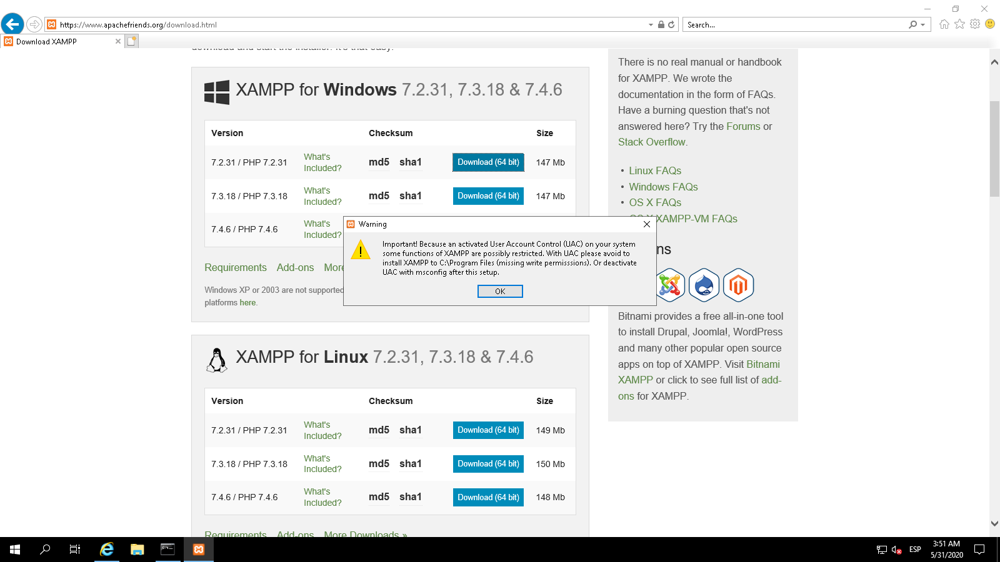 https://www.apachefriends.org/download.html
Search...
Download XAMPP
XAMPP for Windows 7.2.31, 7.3.18 & 7.4.6
Version Checksum Size
7.2.31 / PHP 7.2.31 What's Included? md5 sha1 Download (64 bit) 147 Mb
7.3.18 / PHP 7.3.18 What's Included? md5 sha1 Download (64 bit) 147 Mb
7.4.6 / PHP 7.4.6 What's Included?
Requirements Add-ons More
Windows XP or 2003 are not supported
platforms here.
Warning
Important! Because an activated User Account Control (UAC) on your system
some functions of XAMPP are possibly restricted. With UAC please avoid to
install XAMPP to C:\Program Files (missing write permisssions). Or deactivate
UAC with msconfig after this setup.
OK
XAMPP for Linux 7.2.31, 7.3.18 & 7.4.6
Version Checksum Size
7.2.31 / PHP 7.2.31 What's Included? md5 sha1 Download (64 bit) 149 Mb
7.3.18 / PHP 7.3.18 What's Included? md5 sha1 Download (64 bit) 150 Mb
7.4.6 / PHP 7.4.6 What's Included? md5 sha1 Download (64 bit) 148 Mb
Requirements Add-ons More Downloads »
There is no real manual or handbook
for XAMPP. We wrote the
documentation in the form of FAQs.
Have a burning question that's not
answered here? Try the Forums or
Stack Overflow.
• Linux FAQs
• Windows FAQs
• OS X FAQs
XAMPP-VM FAQs
ns
Bitnami provides a free all-in-one tool
to install Drupal, Joomla!, WordPress
and many other popular open source
apps on top of XAMPP. Visit Bitnami
XAMPP or click to see full list of add-
ons for XAMPP.
ESP
3:51 AM
5/31/2020